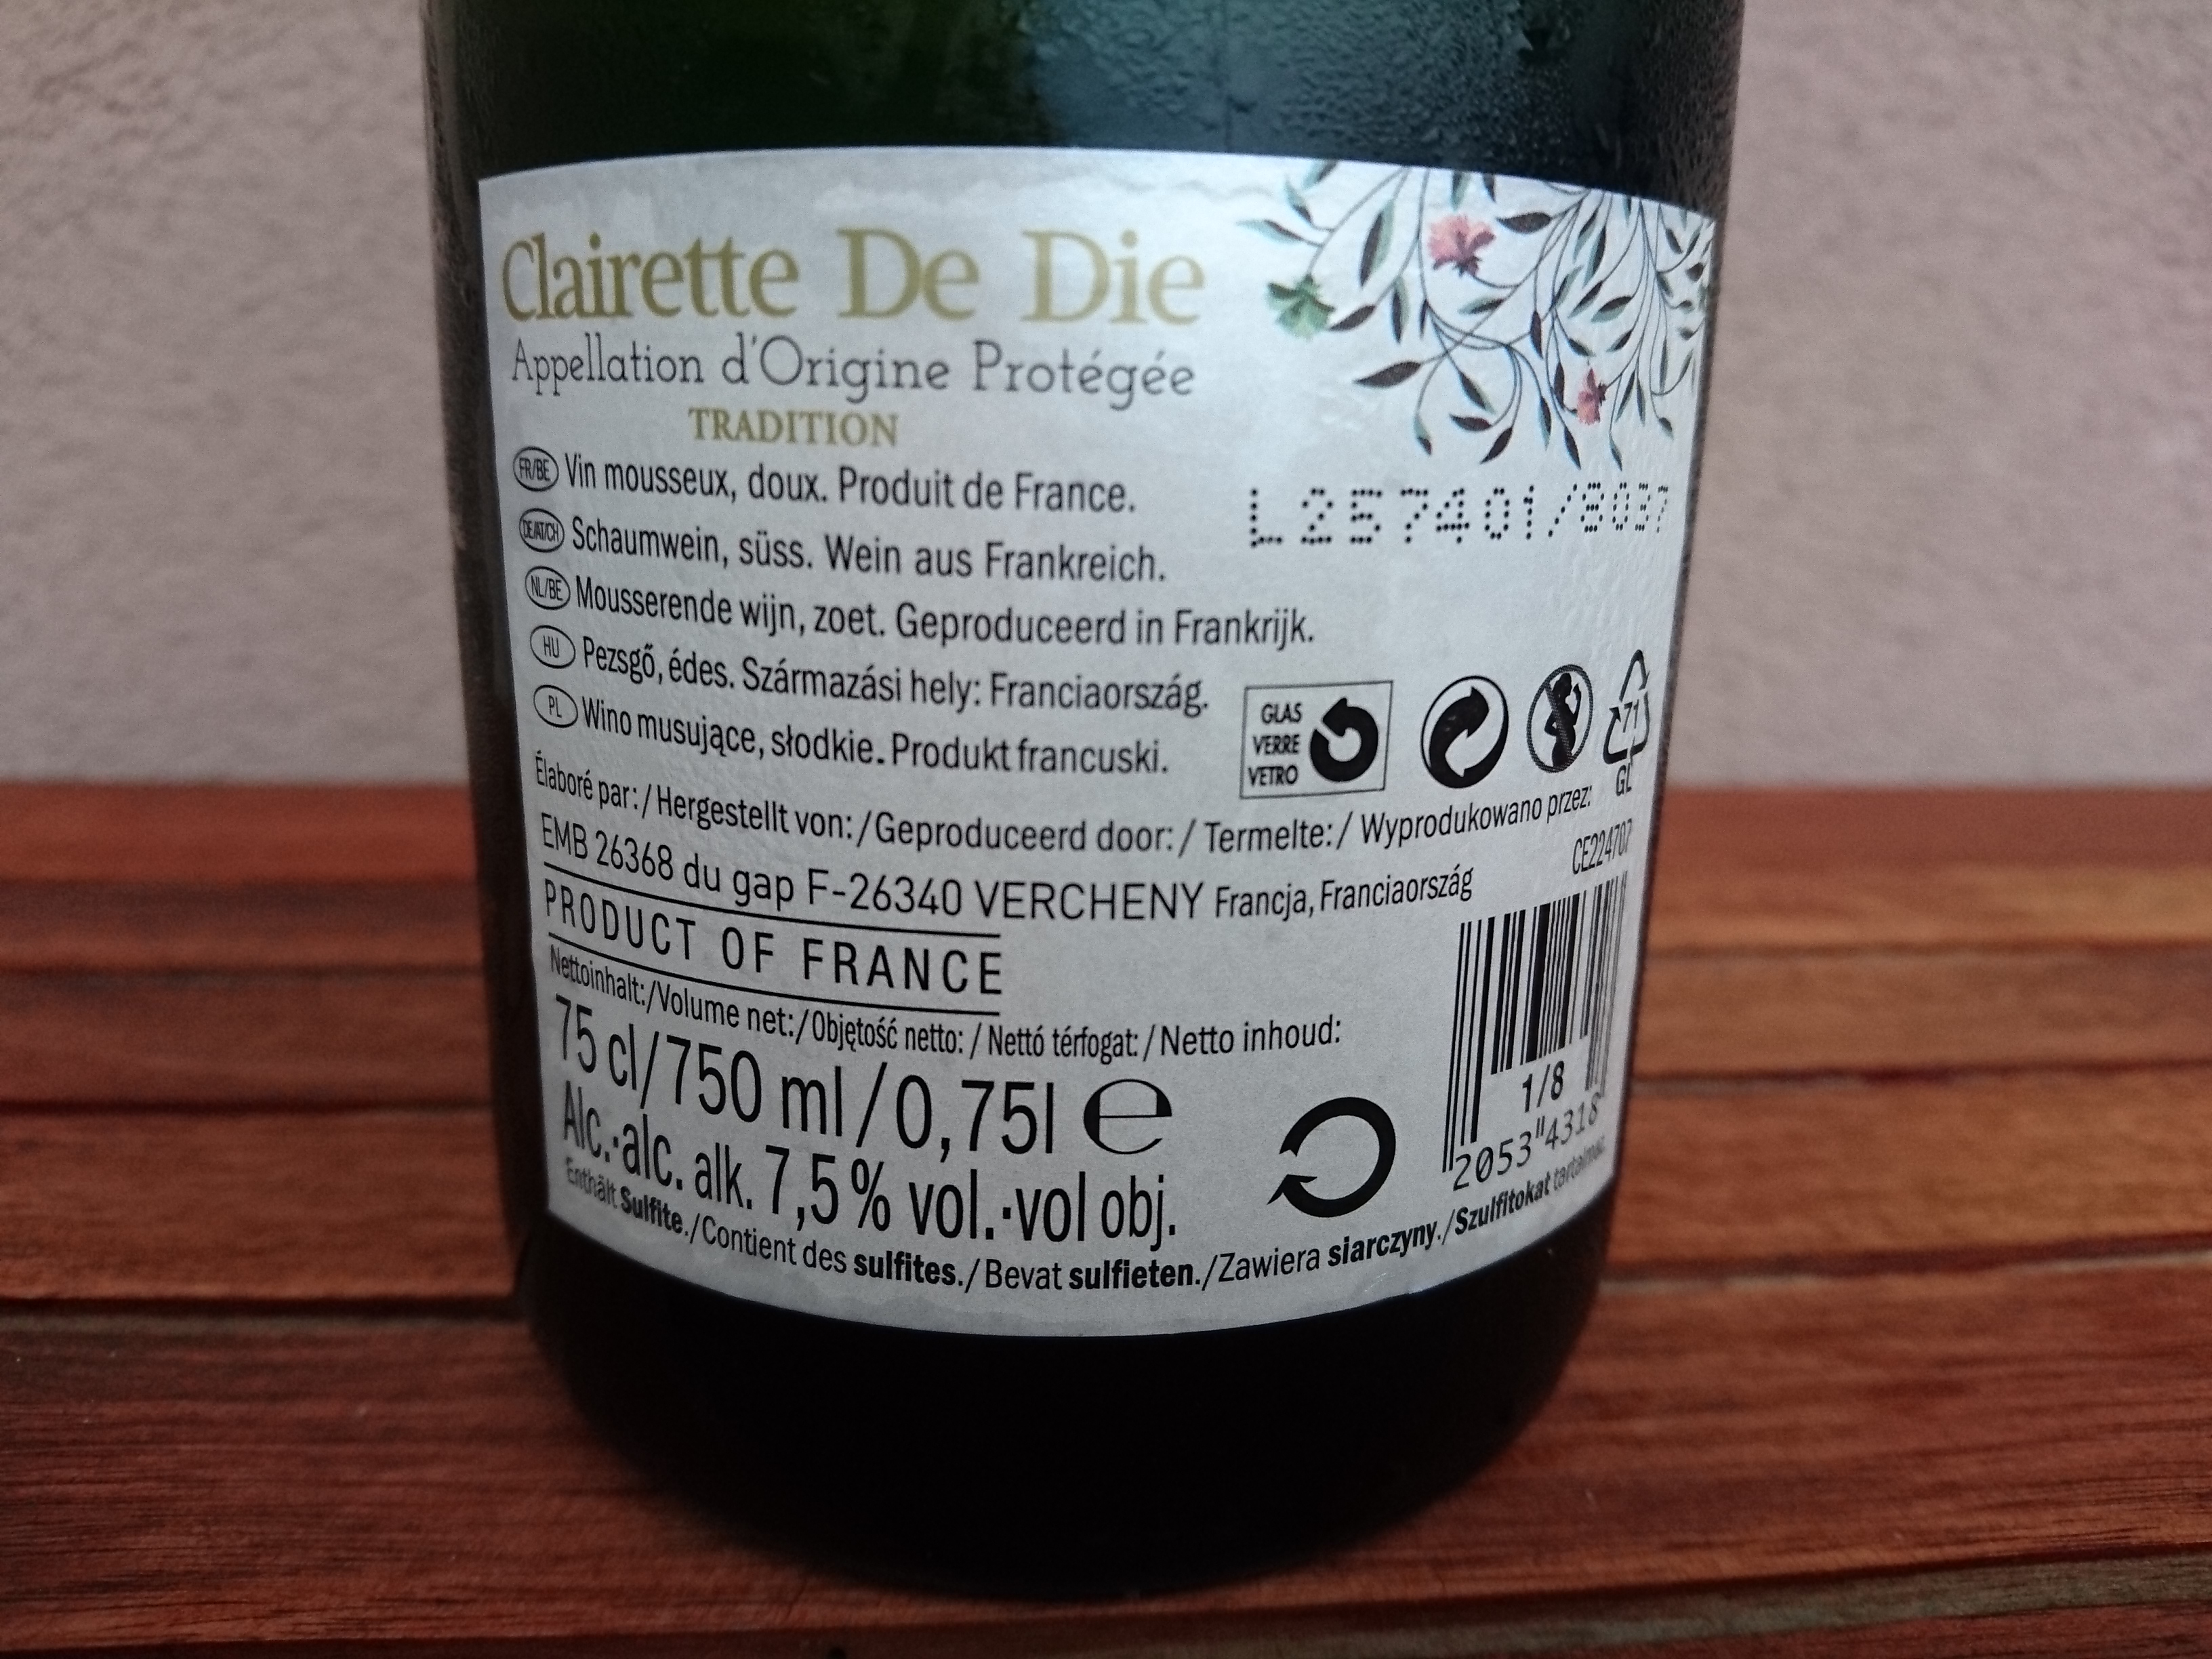 Clairette De Die
Appellation d'Origine Protégée
TRADITION
FR/BE Vin mousseux, doux. Produit de France.
L257401/8037
DE/AT/CH Schaumwein, süss. Wein aus Frankreich.
NL/BE Mousserende wijn, zoet. Geproduceerd in Frankrijk.
HU Pezsgő, édes. Származási hely: Franciaország.
PL Wino musujące, słodkie. Produkt francuski.
GLAS
VERRE
VETRO
71
GL
Élaboré par:/Hergestellt von:/Geproduceerd door:/ Termelte:/ Wyprodukowano przez:
EMB 26368 du gap F-26340 VERCHENY Francja, Franciaország
CE224707
PRODUCT OF FRANCE
Nettoinhalt:/Volume net:/Objętość netto: / Nettó térfogat: / Netto inhoud:
75 cl/750 ml/0,75l ℮
1/8
2053"4318
Alc.·alc. alk. 7,5% vol.·vol obj.
Enthält Sulfite./Contient des sulfites./Bevat sulfieten./Zawiera siarczyny./Szulfitokat tartalmaz.